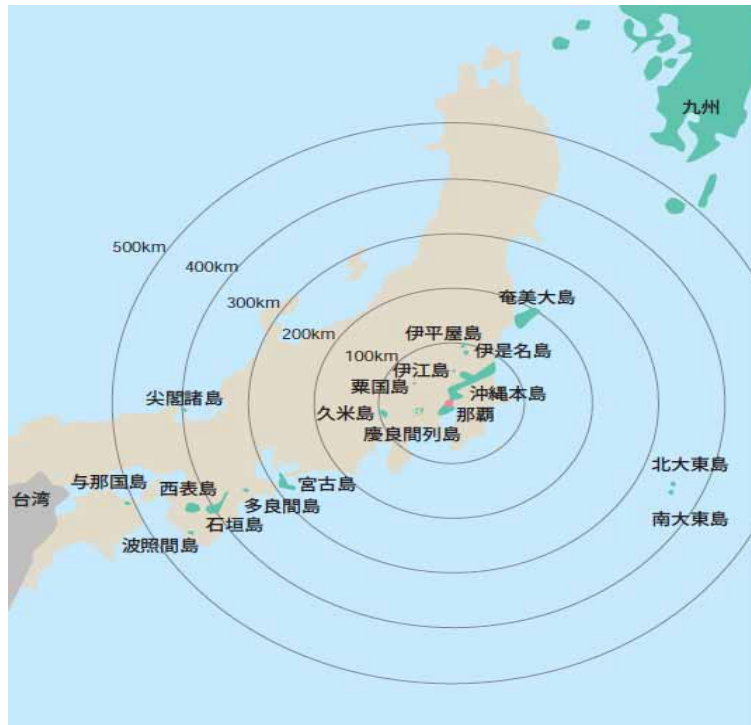 九州
500km
400km
奄美大島
300km
200km
伊平屋島
100km
伊是名島
伊江島
粟国島
沖縄本島
尖閣諸島
久米島
那覇
慶良間列島
北大東島
与那国島
西表島
宮古島
台湾
多良間島
石垣島
南大東島
波照間島